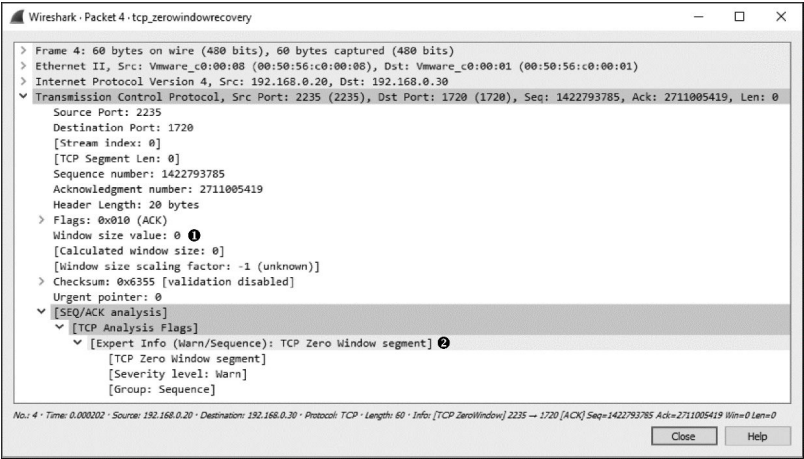 Wireshark · Packet 4 · tcp_zerowindowrecovery
Frame 4: 60 bytes on wire (480 bits), 60 bytes captured (480 bits)
Ethernet II, Src: Vmware_c0:00:08 (00:50:56:c0:00:08), Dst: Vmware_c0:00:01 (00:50:56:c0:00:01)
Internet Protocol Version 4, Src: 192.168.0.20, Dst: 192.168.0.30
Transmission Control Protocol, Src Port: 2235 (2235), Dst Port: 1720 (1720), Seq: 1422793785, Ack: 2711005419, Len: 0
Source Port: 2235
Destination Port: 1720
[Stream index: 0]
[TCP Segment Len: 0]
Sequence number: 1422793785
Acknowledgment number: 2711005419
Header Length: 20 bytes
Flags: 0x010 (ACK)
Window size value: 0 ❶
[Calculated window size: 0]
[Window size scaling factor: -1 (unknown)]
Checksum: 0x6355 [validation disabled]
Urgent pointer: 0
[SEQ/ACK analysis]
[TCP Analysis Flags]
[Expert Info (Warn/Sequence): TCP Zero Window segment] ❷
[TCP Zero Window segment]
[Severity level: Warn]
[Group: Sequence]
No.: 4 · Time: 0.000202 · Source: 192.168.0.20 · Destination: 192.168.0.30 · Protocol: TCP · Length: 60 · Info: [TCP ZeroWindow] 2235 → 1720 [ACK] Seq=1422793785 Ack=2711005419 Win=0 Len=0
Close Help